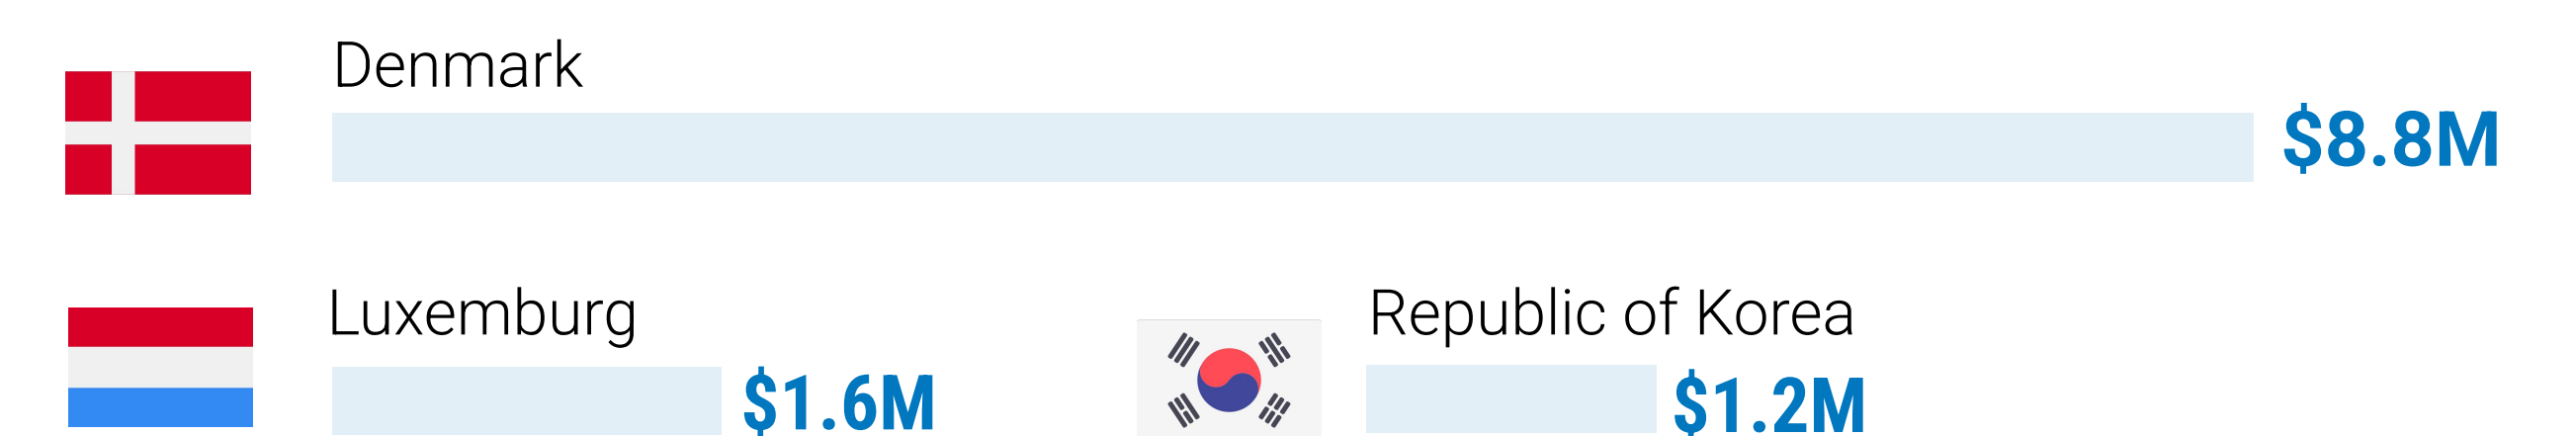 Denmark
$8.8M
Luxemburg
$1.6M
Republic of Korea
$1.2M